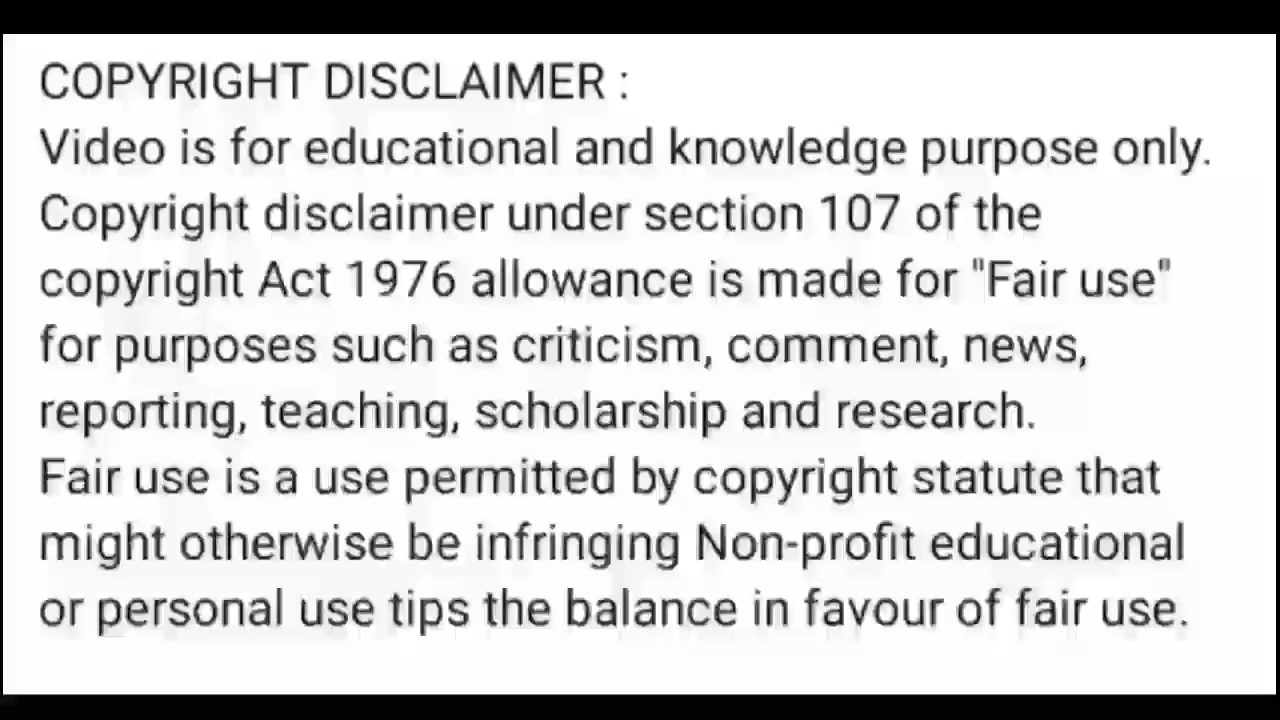 COPYRIGHT DISCLAIMER :
Video is for educational and knowledge purpose only.
Copyright disclaimer under section 107 of the
copyright Act 1976 allowance is made for "Fair use"
for purposes such as criticism, comment, news,
reporting, teaching, scholarship and research.
Fair use is a use permitted by copyright statute that
might otherwise be infringing Non-profit educational
or personal use tips the balance in favour of fair use.